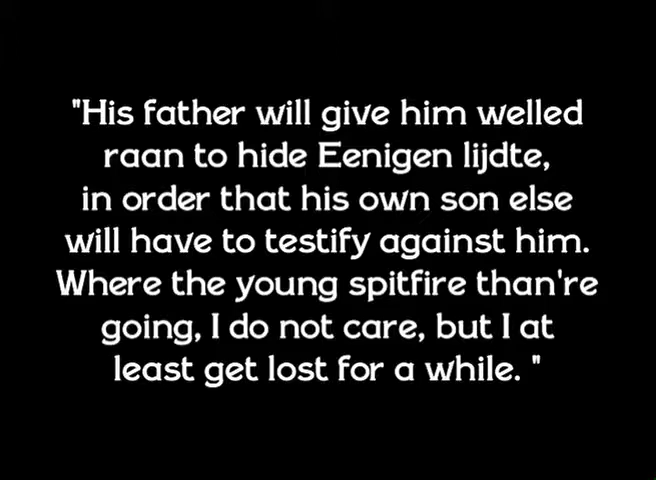 "His father will give him welled
raan to hide Eenigen lijdte,
in order that his own son else
will have to testify against him.
Where the young spitfire than're
going, I do not care, but I at
least get lost for a while. "